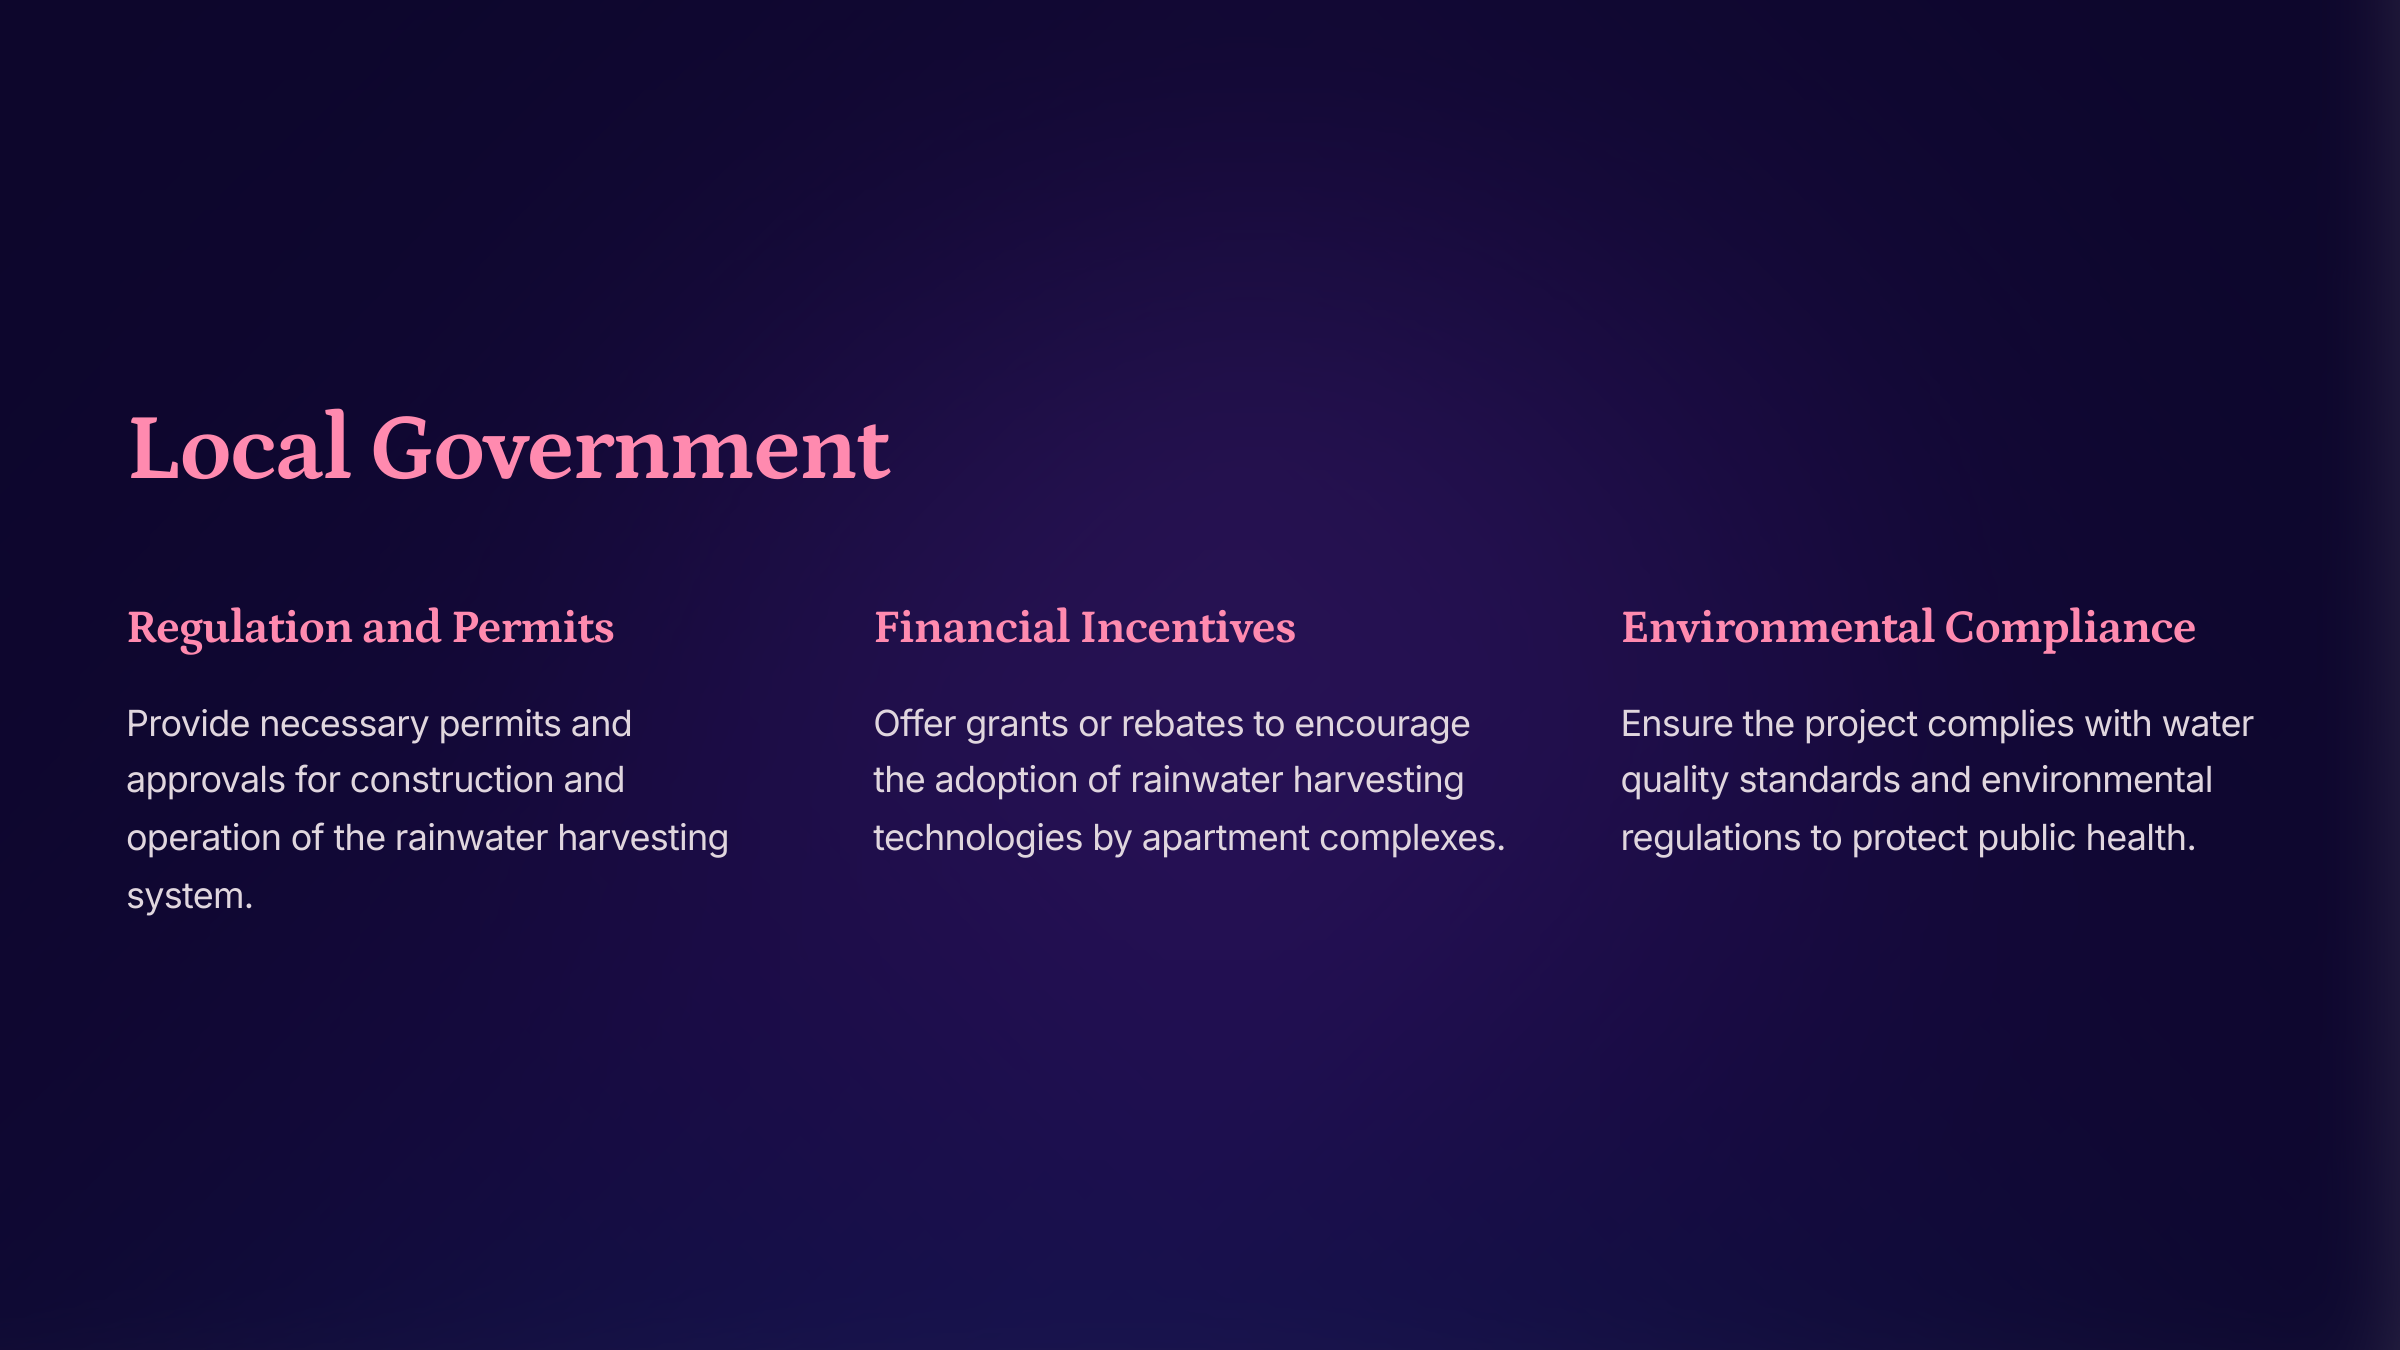 Local Government
Regulation and Permits
Provide necessary permits and
approvals for construction and
operation of the rainwater harvesting
system.
Financial Incentives
Offer grants or rebates to encourage
the adoption of rainwater harvesting
technologies by apartment complexes.
Environmental Compliance
Ensure the project complies with water
quality standards and environmental
regulations to protect public health.